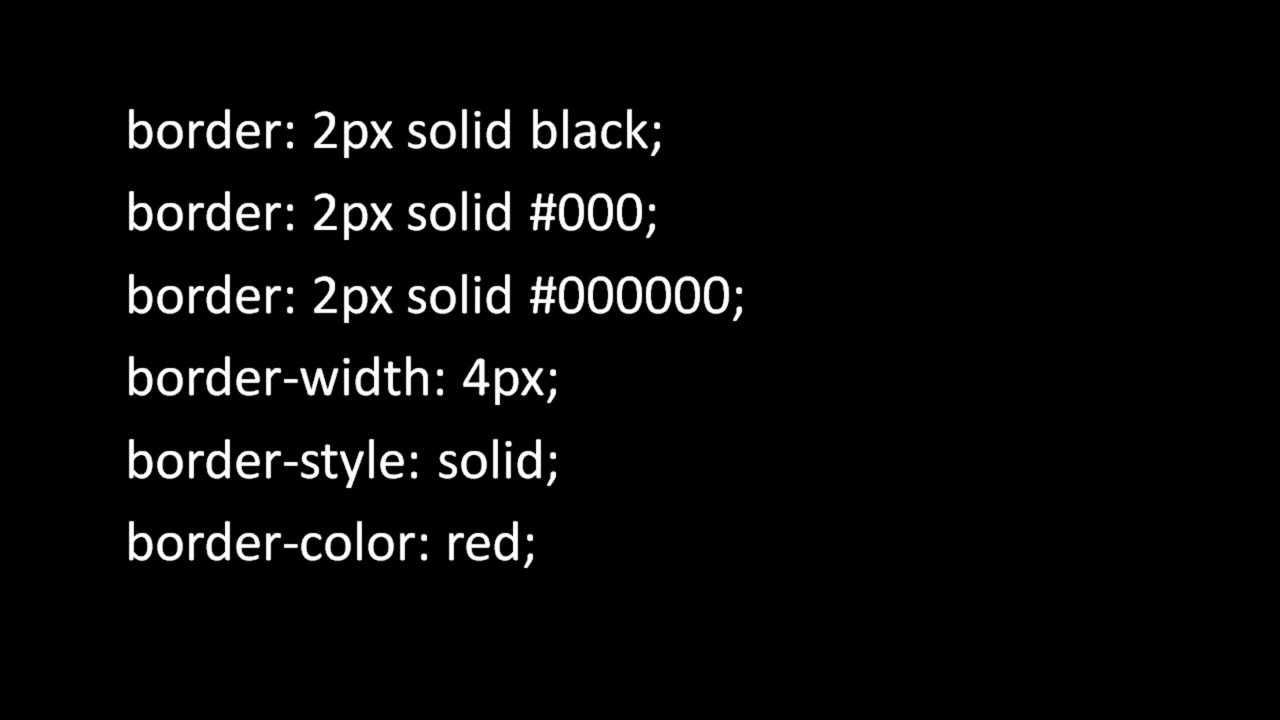 border: 2px solid black;
border: 2px solid #000;
border: 2px solid #000000;
border-width: 4px;
border-style: solid;
border-color: red;